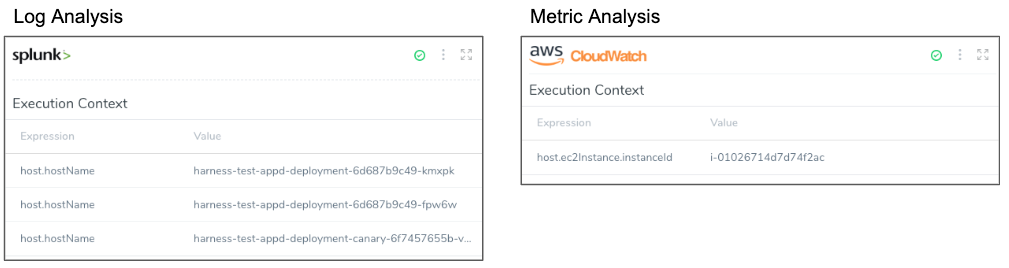 Log Analysis
splunk>
Execution Context
Expression Value
host.hostName harness-test-appd-deployment-6d687b9c49-kmxpk
host.hostName harness-test-appd-deployment-6d687b9c49-fpw6w
host.hostName harness-test-appd-deployment-canary-6f7457655b-v...
Metric Analysis
aws CloudWatch
Execution Context
Expression Value
host.ec2Instance.instanceId i-01026714d7d74f2ac